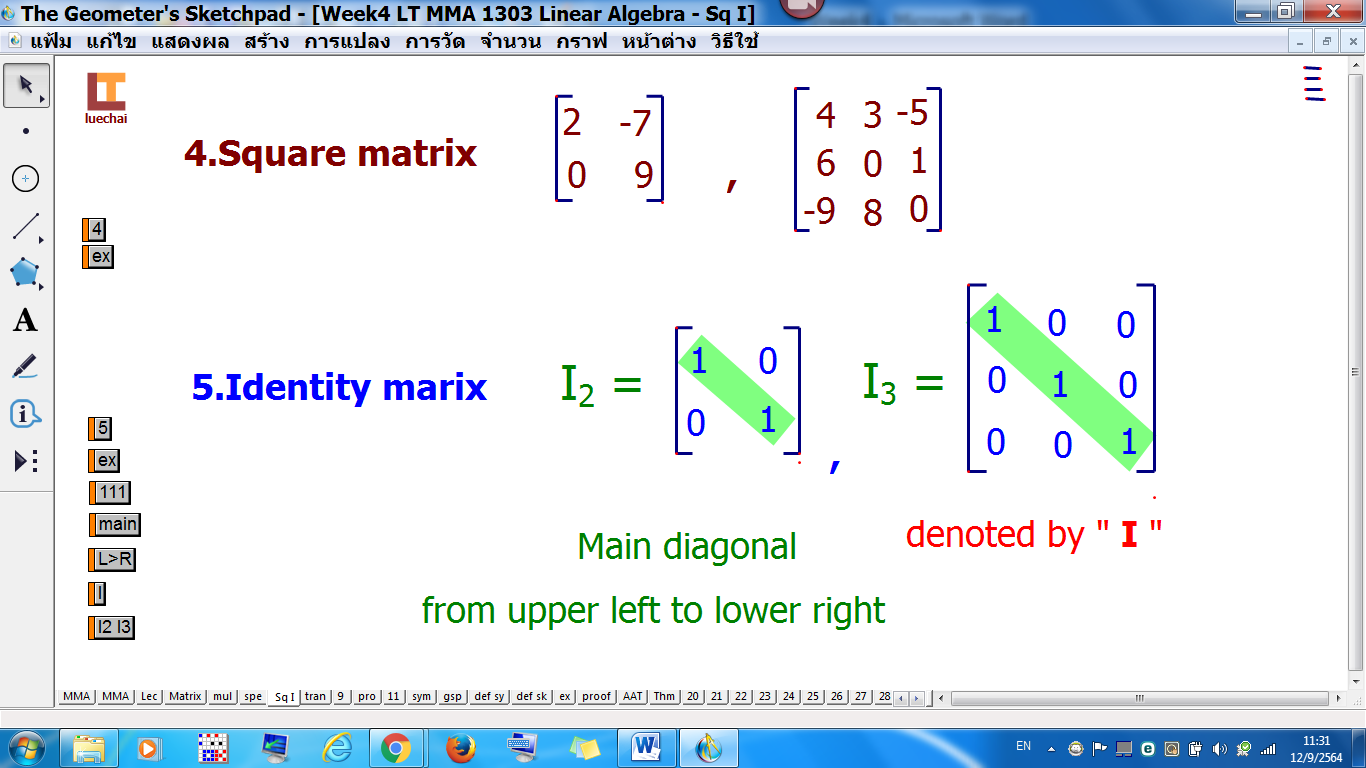 The Geometer's Sketchpad - [Week4 LT MMA 1303 Linear Algebra - Sq I]
แฟ้ม แก้ไข แสดงผล สร้าง การแปลง การวัด จำนวน กราฟ หน้าต่าง วิธีใช้
LT
luechai
4.Square matrix
2 -7
0 9
,
4 3 -5
6 0 1
-9 8 0
4
ex
5.Identity marix
I2 =
1 0
0 1
,
I3 =
1 0 0
0 1 0
0 0 1
5
ex
111
main
L>R
I
I2 I3
Main diagonal
denoted by " I "
from upper left to lower right
A
MMA MMA Lec Matrix mul spe Sq I tran 9 pro 11 sym gsp def sy def sk ex proof AAT Thm 20 21 22 23 24 25 26 27 28
EN
11:31
12/9/2564